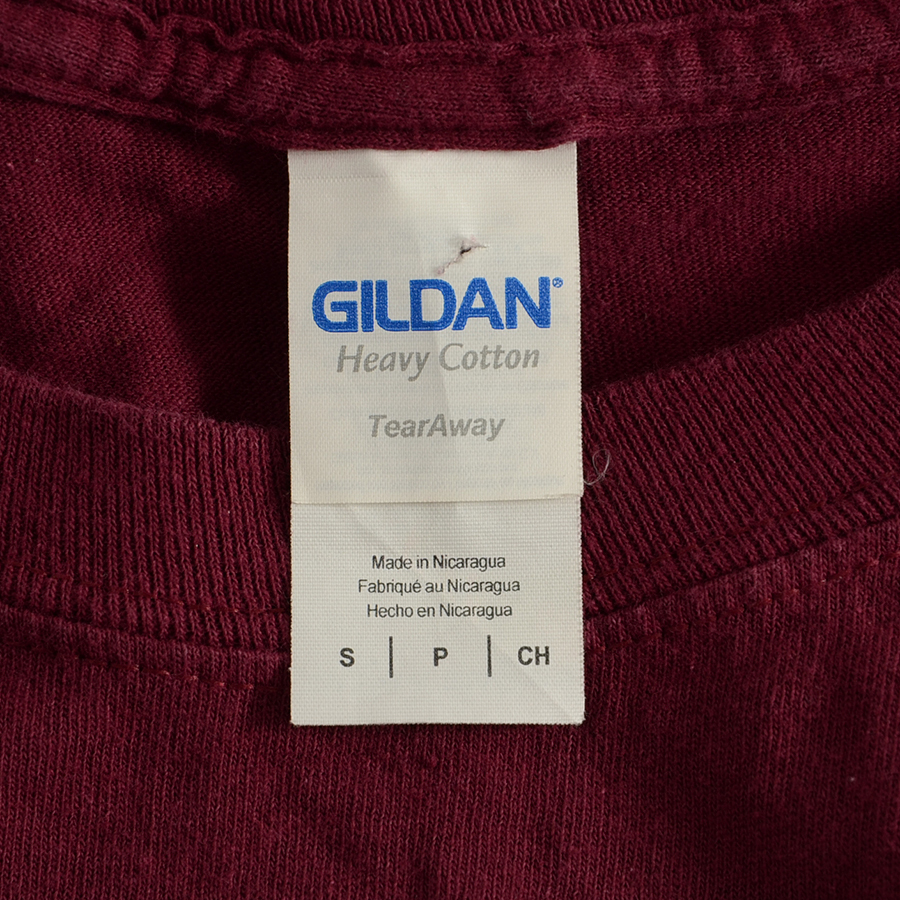 GILDAN®
Heavy Cotton
TearAway
Made in Nicaragua
Fabriqué au Nicaragua
Hecho en Nicaragua
S | P | CH